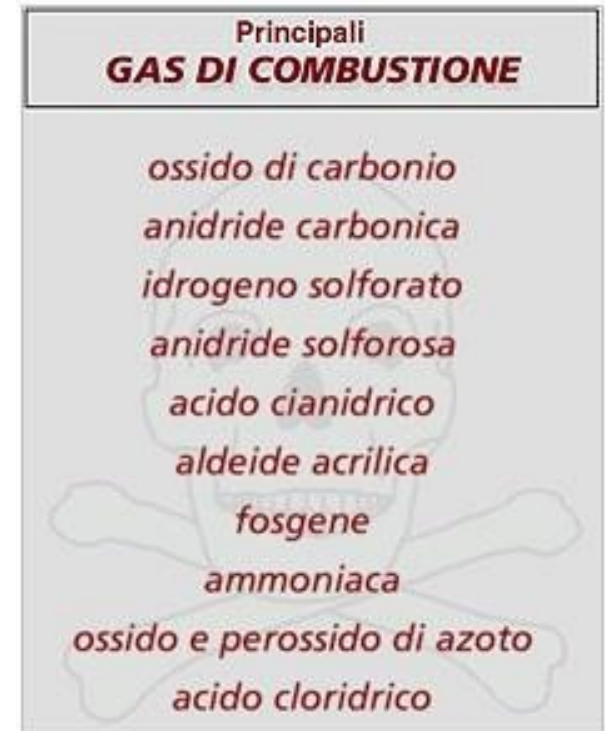 Principali
GAS DI COMBUSTIONE
ossido di carbonio
anidride carbonica
idrogeno solforato
anidride solforosa
acido cianidrico
aldeide acrilica
fosgene
ammoniaca
ossido e perossido di azoto
acido cloridrico